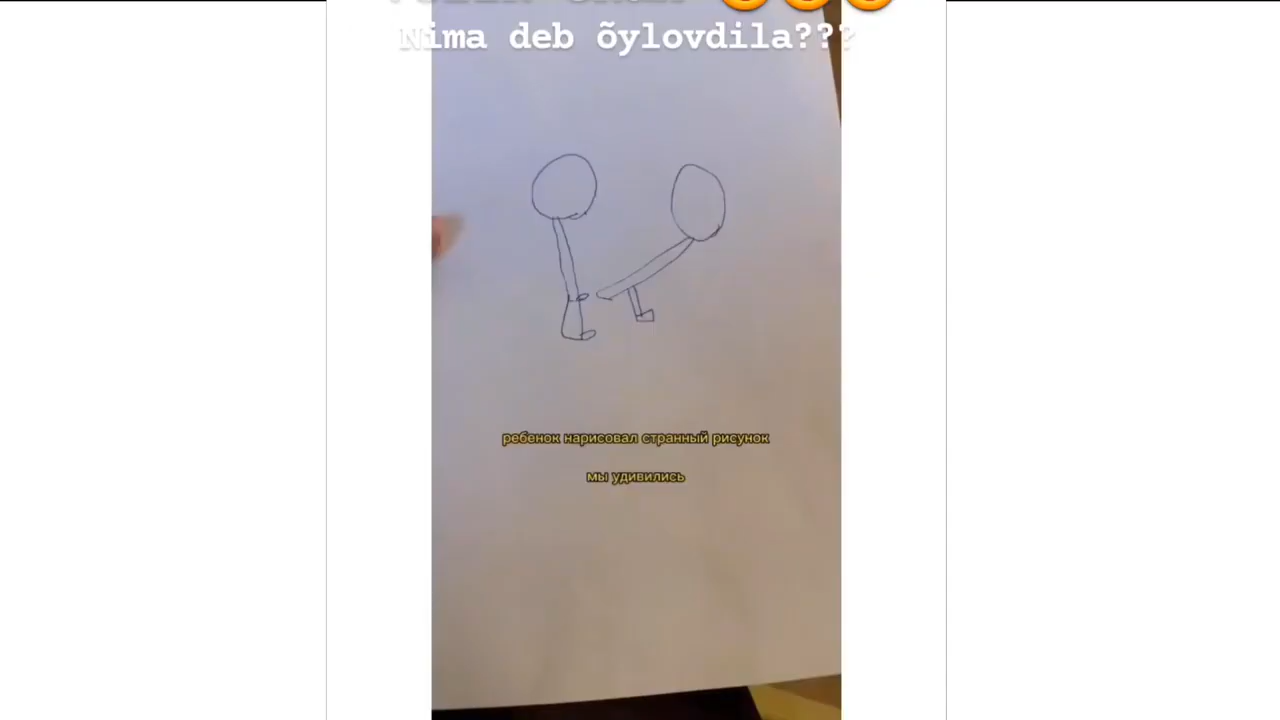 Nima deb õylovdila???
ребенок нарисовал странный рисунок
мы удивились